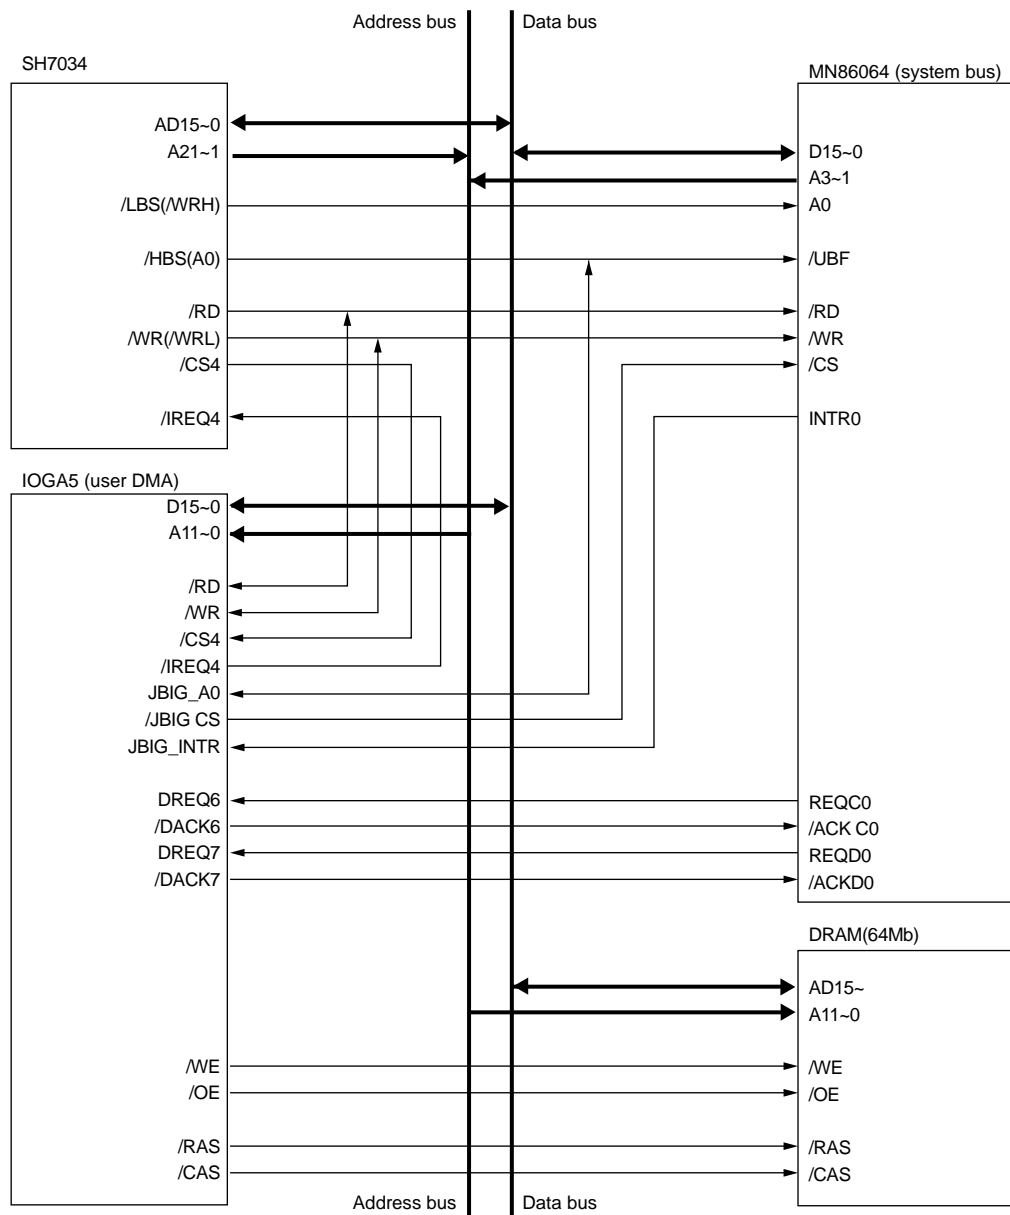 Address bus
Data bus
SH7034
AD15~0
A21~1
/LBS(/WRH)
/HBS(A0)
/RD
/WR(/WRL)
/CS4
/IREQ4
MN86064 (system bus)
D15~0
A3~1
A0
/UBF
/RD
/WR
/CS
INTR0
REQC0
/ACK C0
REQD0
/ACKD0
IOGA5 (user DMA)
D15~0
A11~0
/RD
/WR
/CS4
/IREQ4
JBIG_A0
/JBIG CS
JBIG_INTR
DREQ6
/DACK6
DREQ7
/DACK7
/WE
/OE
/RAS
/CAS
DRAM(64Mb)
AD15~
A11~0
/WE
/OE
/RAS
/CAS
Address bus
Data bus